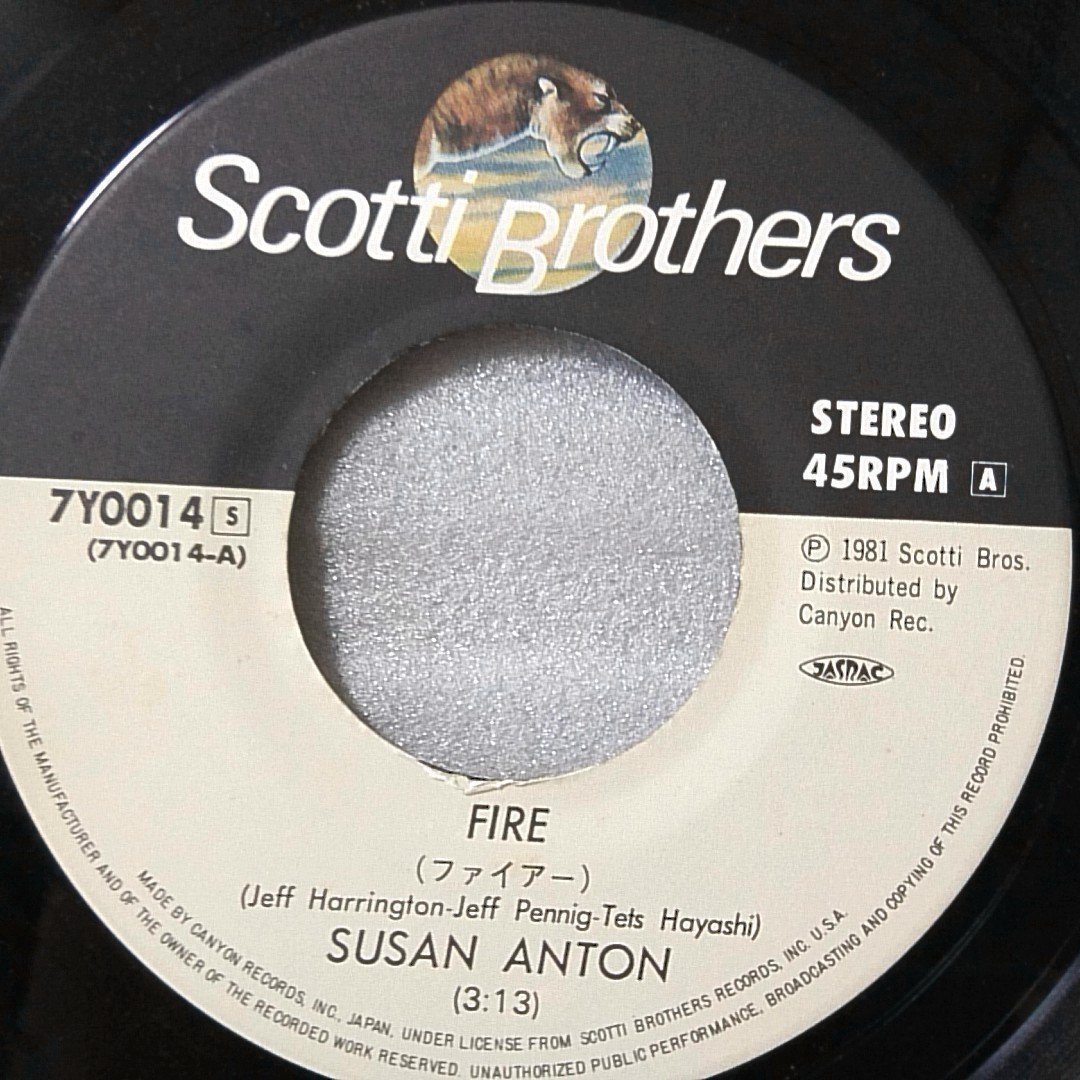 Scotti Brothers
STEREO
45RPM A
7Y0014 S
(7Y0014-A)
Ⓟ 1981 Scotti Bros.
Distributed by
Canyon Rec.
JASRAC
FIRE
(ファイアー)
(Jeff Harrington-Jeff Pennig-Tets Hayashi)
SUSAN ANTON
(3:13)
MADE BY CANYON RECORDS, INC., JAPAN, UNDER LICENSE FROM SCOTTI BROTHERS RECORDS, INC. U.S.A.
ALL RIGHTS OF THE MANUFACTURER AND OF THE OWNER OF THE RECORDED WORK RESERVED. UNAUTHORIZED PUBLIC PERFORMANCE, BROADCASTING AND COPYING OF THIS RECORD PROHIBITED.